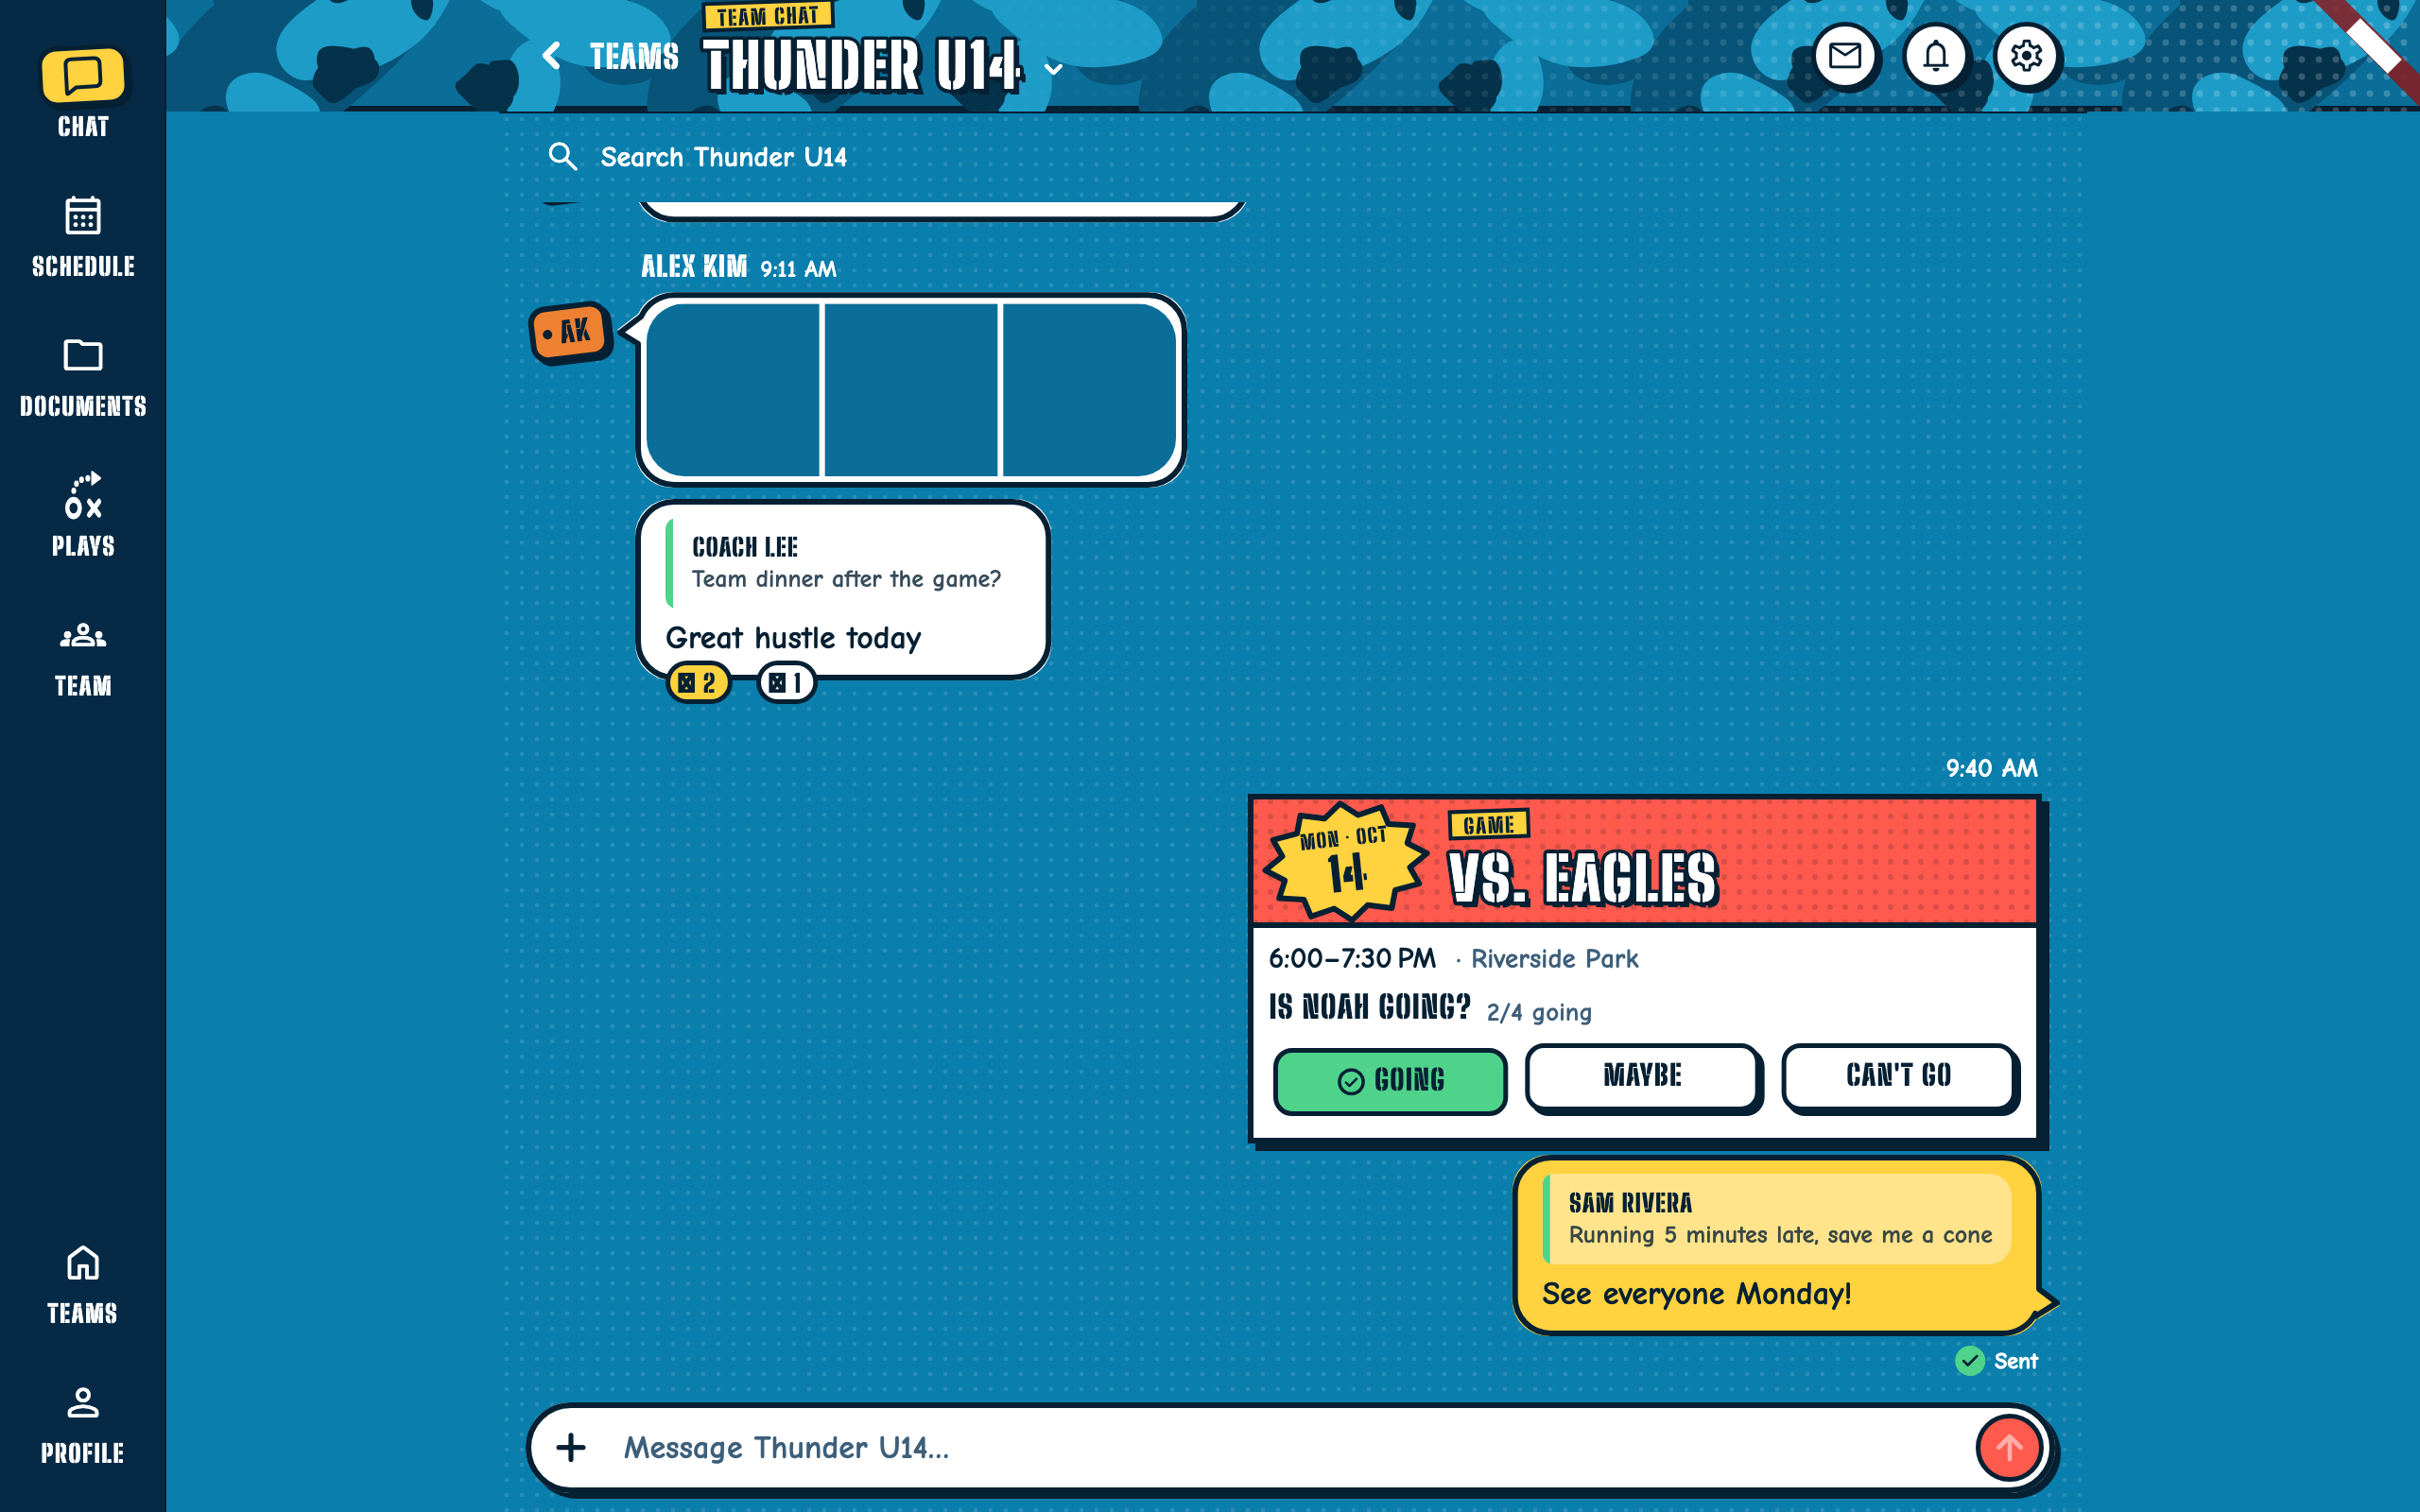 CHAT
SCHEDULE
DOCUMENTS
PLAYS
TEAM
TEAMS
PROFILE
TEAM CHAT
TEAMS
THUNDER U14
Search Thunder U14
ALEX KIM 9:11 AM
• AK
COACH LEE
Team dinner after the game?
Great hustle today
2
1
9:40 AM
MON · OCT
14
GAME
VS. EAGLES
6:00–7:30 PM · Riverside Park
IS NOAH GOING? 2/4 going
GOING
MAYBE
CAN'T GO
SAM RIVERA
Running 5 minutes late, save me a cone
See everyone Monday!
Sent
Message Thunder U14...